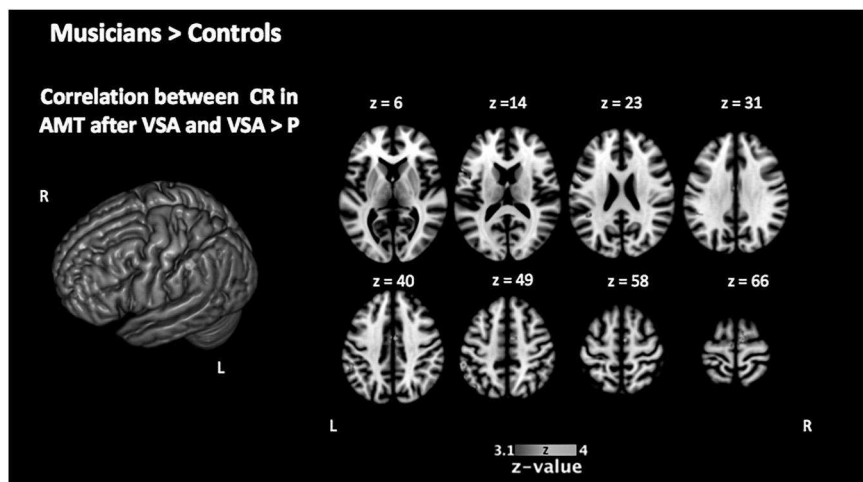 Musicians > Controls
Correlation between CR in
AMT after VSA and VSA > P
R
L
z = 6
z =14
z = 23
z = 31
z = 40
z = 49
z = 58
z = 66
L
R
3.1 z 4
z-value